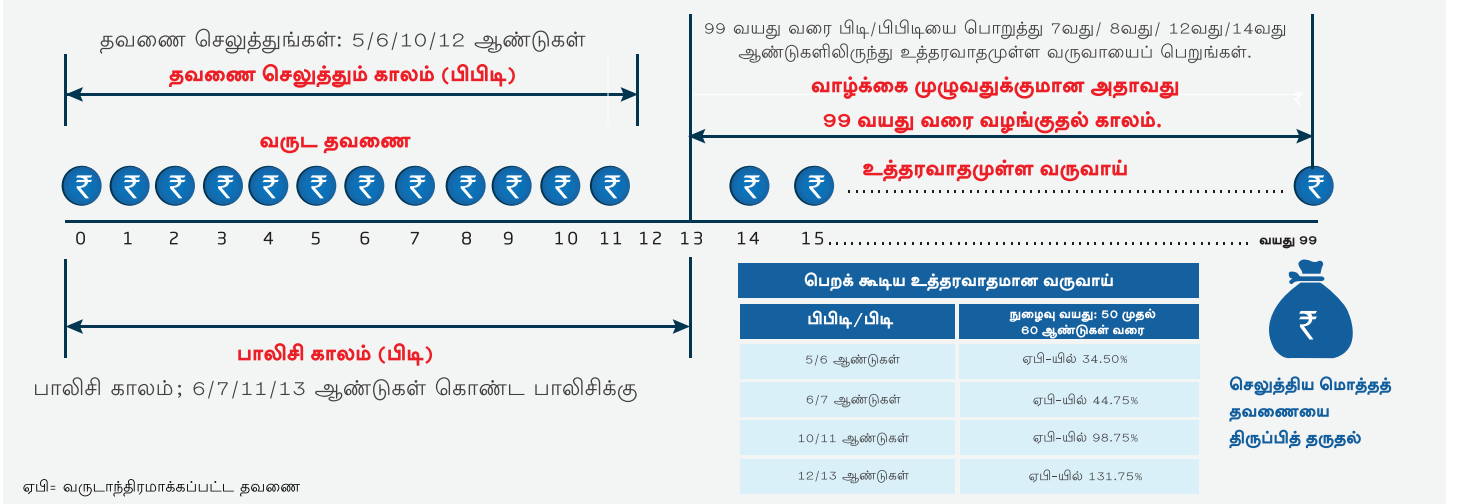 தவணை செலுத்துங்கள்: 5/6/10/12 ஆண்டுகள்
தவணை செலுத்தும் காலம் (பிபிடி)
வருட தவணை
99 வயது வரை பிடி/பிபிடியை பொறுத்து 7வது/ 8வது/ 12வது/14வது
ஆண்டுகளிலிருந்து உத்தரவாதமுள்ள வருவாயைப் பெறுங்கள்.
வாழ்க்கை முழுவதுக்குமான அதாவது
99 வயது வரை வழங்குதல் காலம்.
உத்தரவாதமுள்ள வருவாய்
₹ ₹ ₹ ₹ ₹ ₹ ₹ ₹ ₹ ₹ ₹ ₹ ₹ ₹ ₹
0 1 2 3 4 5 6 7 8 9 10 11 12 13 14 15 வயது 99
பாலிசி காலம் (பிடி)
பாலிசி காலம்; 6/7/11/13 ஆண்டுகள் கொண்ட பாலிசிக்கு
பெறக் கூடிய உத்தரவாதமான வருவாய்
பிபிடி/பிடி
நுழைவு வயது: 50 முதல்
60 ஆண்டுகள் வரை
5/6 ஆண்டுகள் ஏபி-யில் 34.50%
6/7 ஆண்டுகள் ஏபி-யில் 44.75%
10/11 ஆண்டுகள் ஏபி-யில் 98.75%
12/13 ஆண்டுகள் ஏபி-யில் 131.75%
₹
செலுத்திய மொத்தத்
தவணையை
திருப்பித் தருதல்
ஏபி= வருடாந்திரமாக்கப்பட்ட தவணை